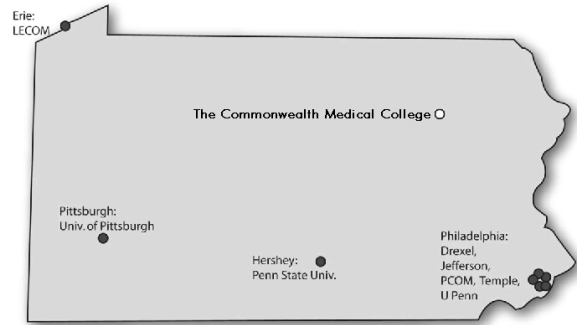 Erie:
LECOM
The Commonwealth Medical College
Pittsburgh:
Univ. of Pittsburgh
Hershey:
Penn State Univ.
Philadelphia:
Drexel,
Jefferson,
PCOM, Temple,
U Penn